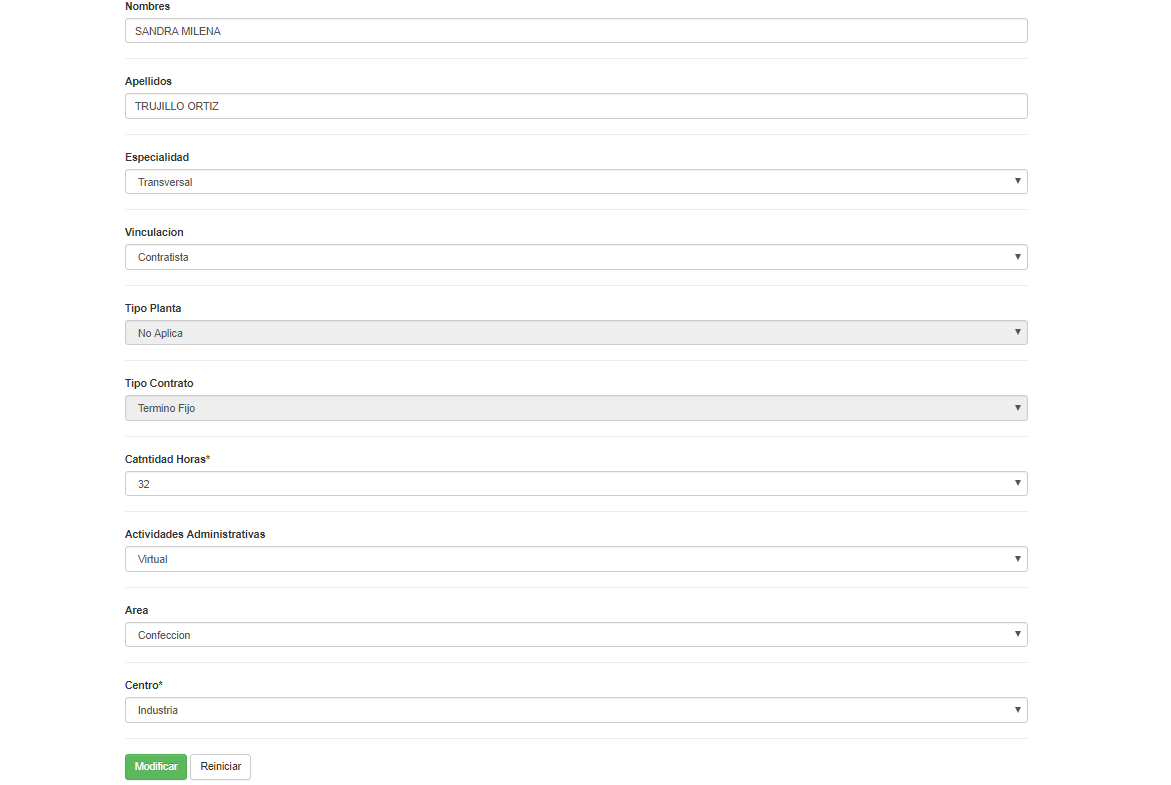 Nombres
SANDRA MILENA
Apellidos
TRUJILLO ORTIZ
Especialidad
Transversal
Vinculacion
Contratista
Tipo Planta
No Aplica
Tipo Contrato
Termino Fijo
Catntidad Horas*
32
Actividades Administrativas
Virtual
Area
Confeccion
Centro*
Industria
Modificar Reiniciar